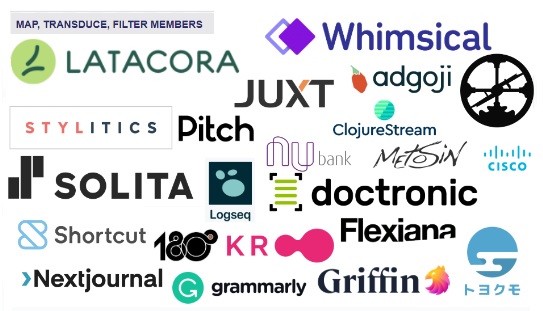 MAP, TRANSDUCE, FILTER MEMBERS
LATACORA
Whimsical
JUXT
adgoji
STYLITICS
Pitch
ClojureStream
nu bank
METOSIN
CISCO
SOLITA
Logseq
doctronic
Shortcut
180°
KR
Flexiana
Nextjournal
grammarly
Griffin
トヨクモ